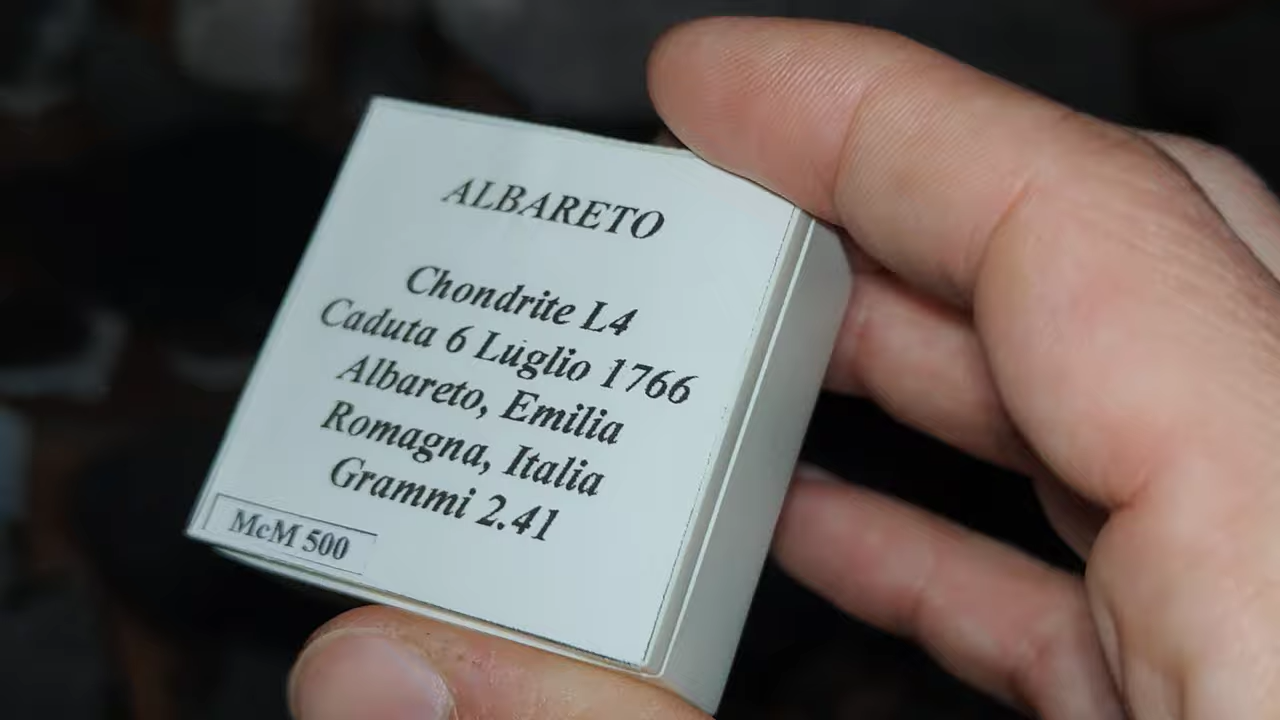 ALBARETO
Chondrite L4
Caduta 6 Luglio 1766
Albareto, Emilia
Romagna, Italia
Grammi 2.41
McM 500